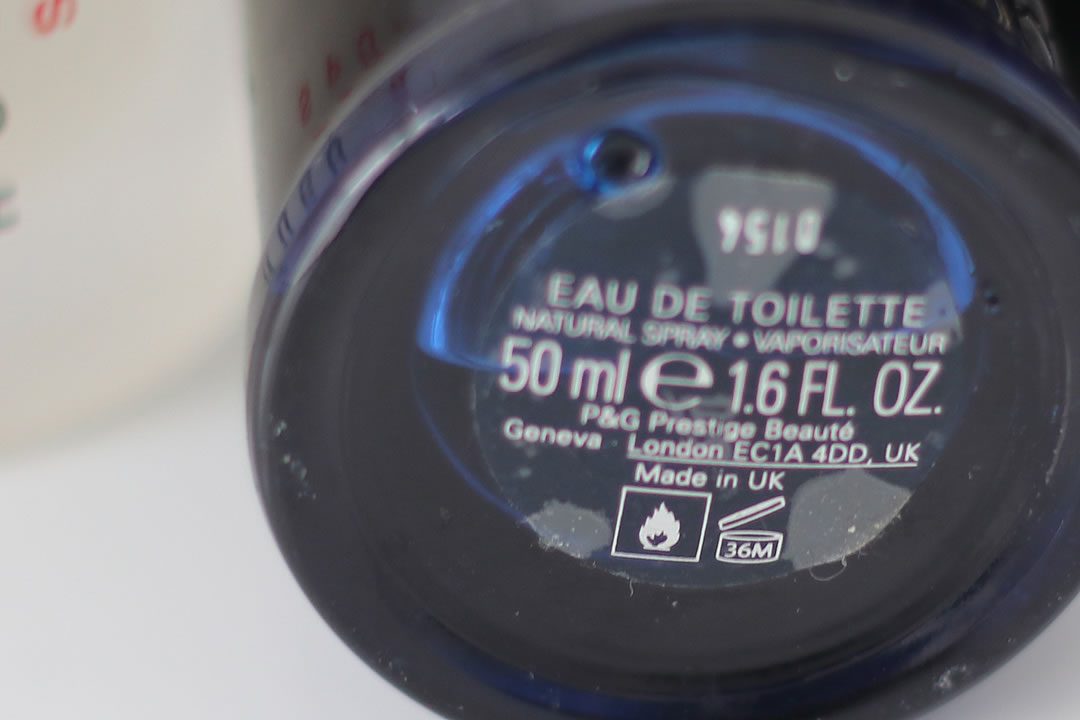 EAU DE TOILETTE
NATURAL SPRAY • VAPORISATEUR
50 ml e 1.6 FL. OZ.
P&G Prestige Beauté
Geneva London EC1A 4DD, UK
Made in UK
36M